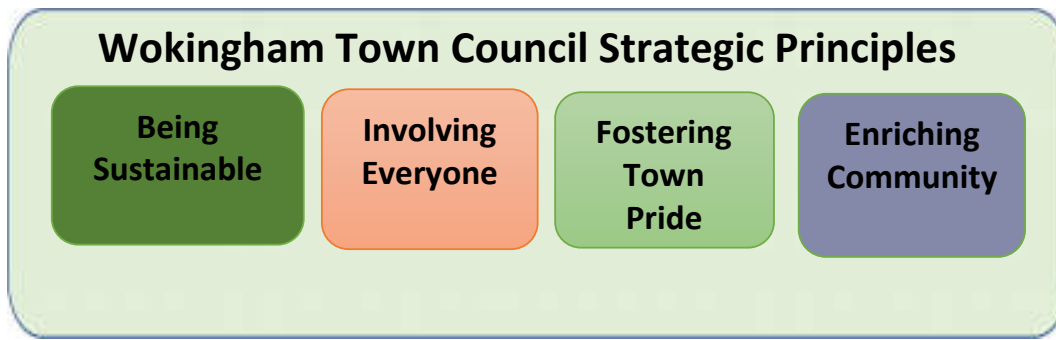 Wokingham Town Council Strategic Principles
Being
Sustainable
Involving
Everyone
Fostering
Town
Pride
Enriching
Community